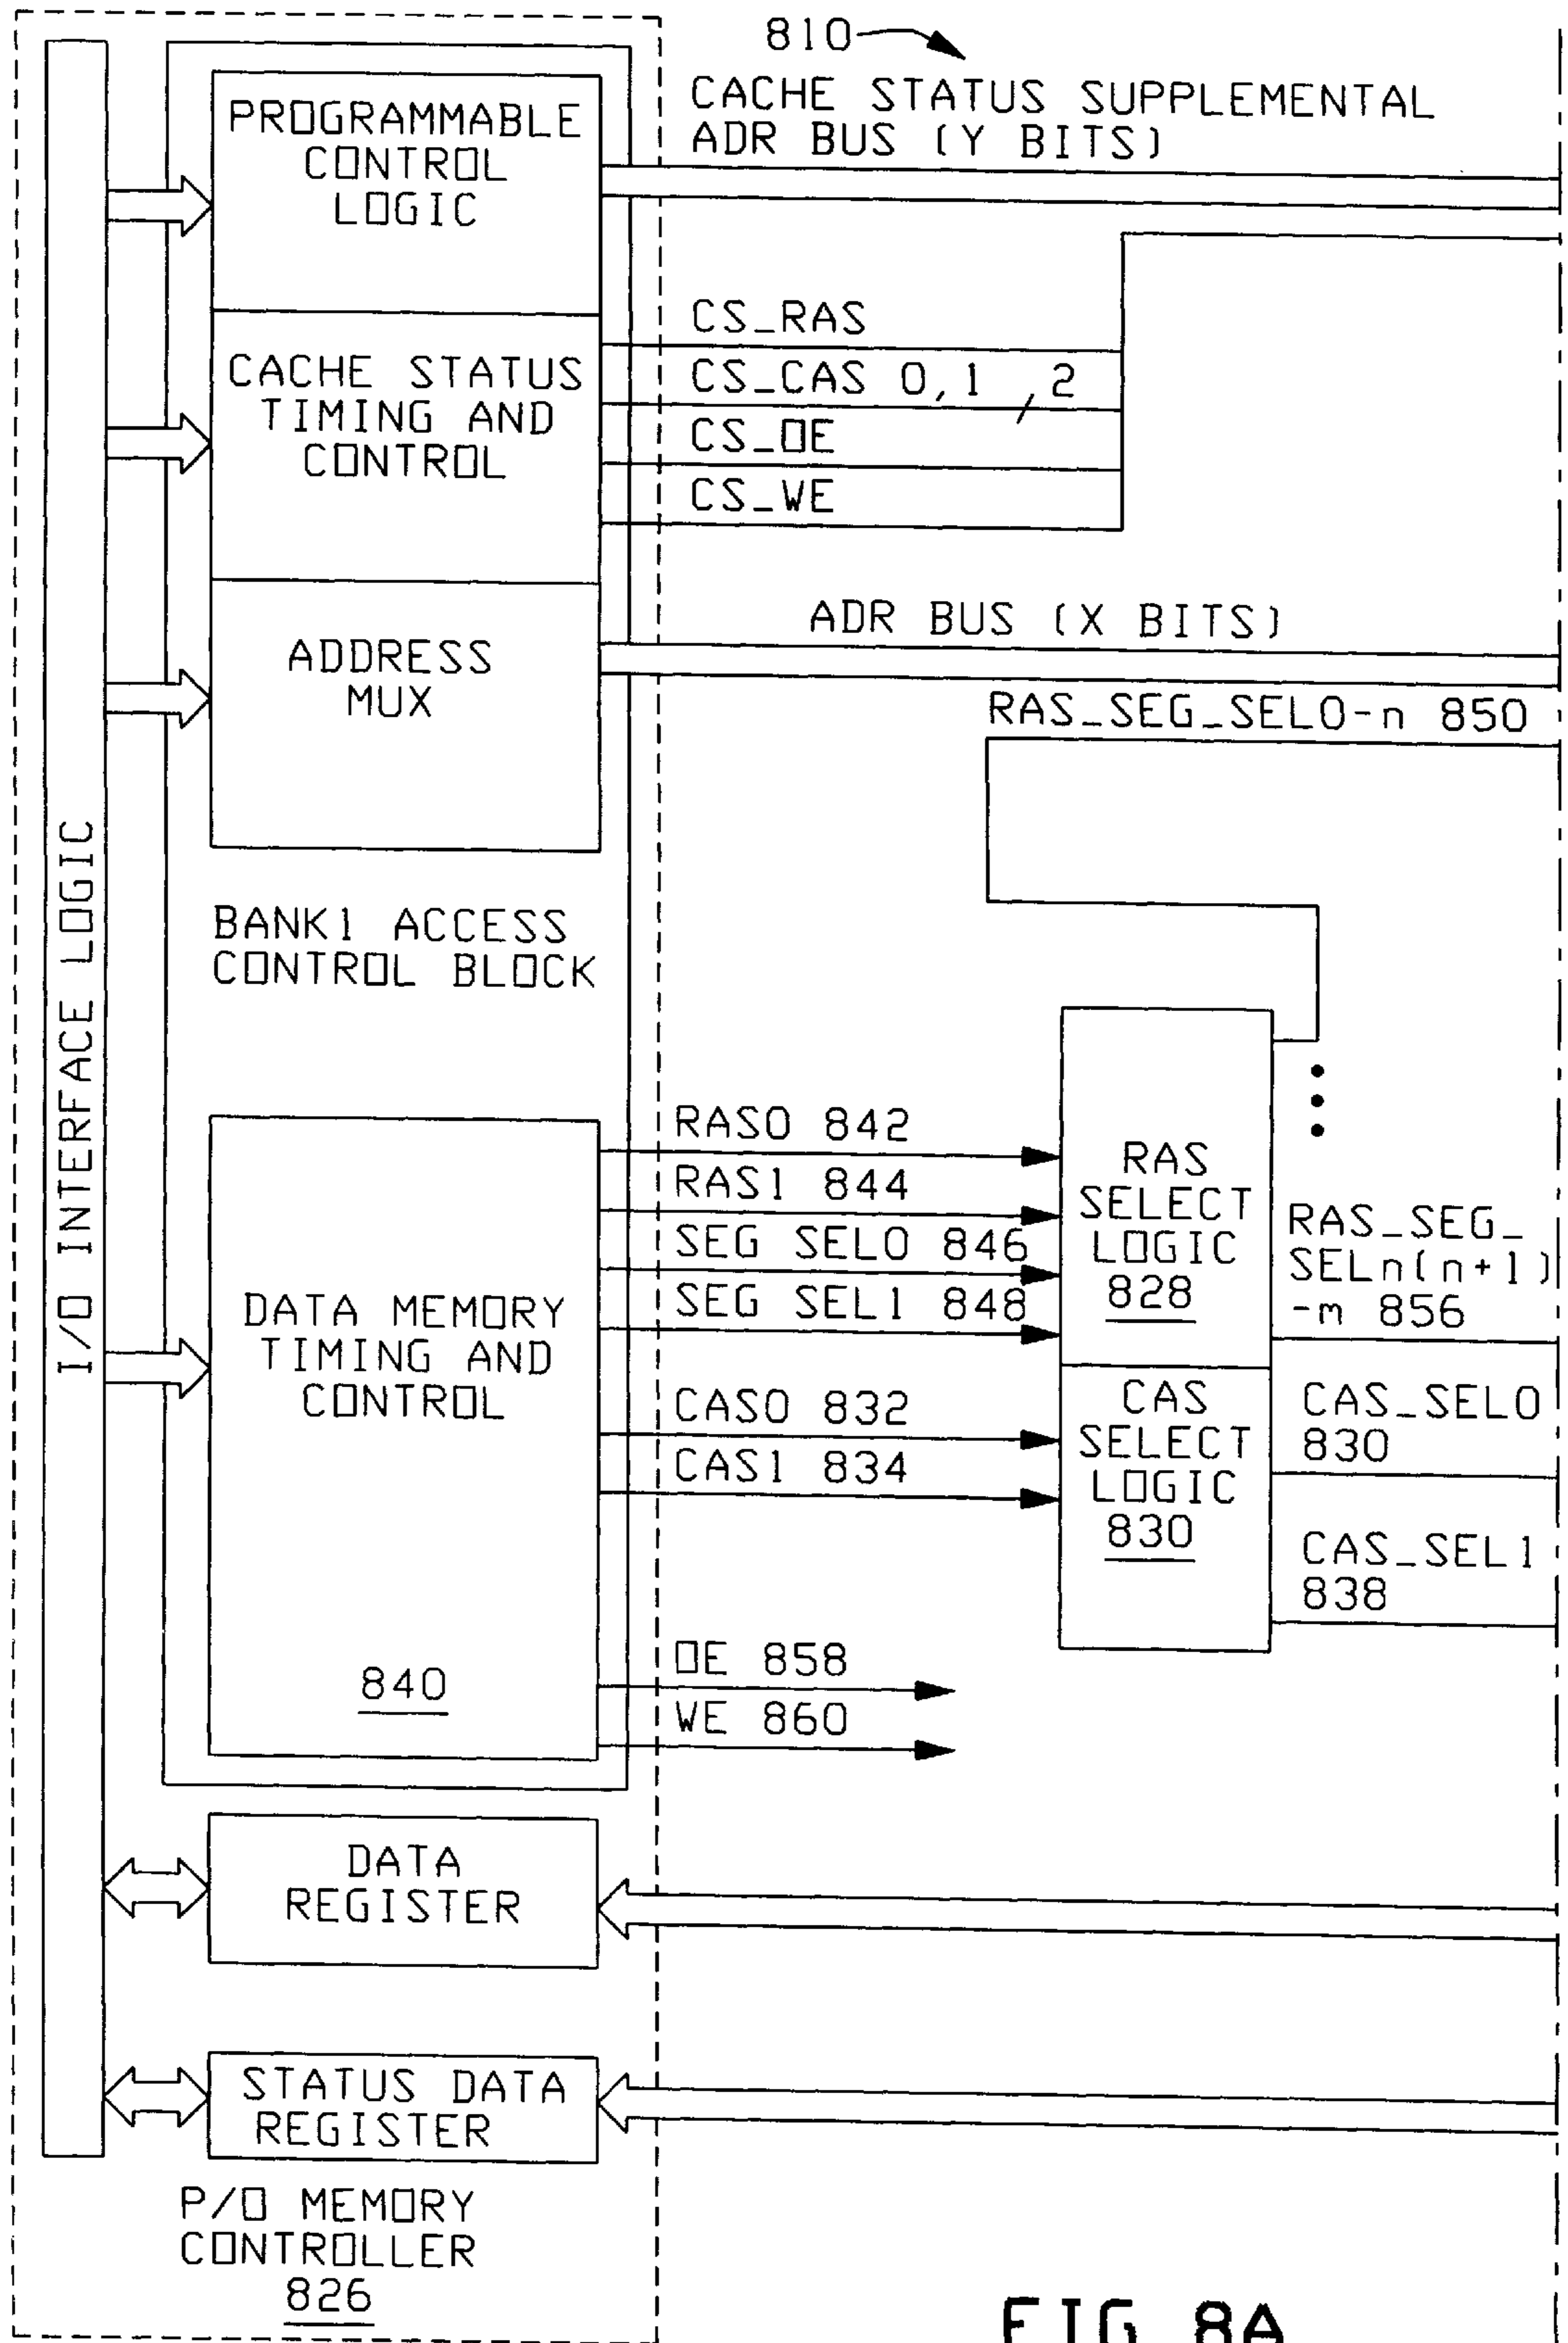 810
CACHE STATUS SUPPLEMENTAL
ADR BUS (Y BITS)
PROGRAMMABLE
CONTROL
LOGIC
CS_RAS
CS_CAS 0,1 ,2
CS_OE
CS_WE
CACHE STATUS
TIMING AND
CONTROL
ADR BUS (X BITS)
ADDRESS
MUX
RAS_SEG_SEL0-n 850
I/O INTERFACE LOGIC
BANK1 ACCESS
CONTROL BLOCK
RAS0 842
RAS1 844
SEG SEL0 846
SEG SEL1 848
RAS
SELECT
LOGIC
828
RAS_SEG_
SELn(n+1)
-m 856
DATA MEMORY
TIMING AND
CONTROL
840
CAS0 832
CAS1 834
CAS
SELECT
LOGIC
830
CAS_SEL0
830
CAS_SEL1
838
OE 858
WE 860
DATA
REGISTER
STATUS DATA
REGISTER
P/O MEMORY
CONTROLLER
826
FIG 8A